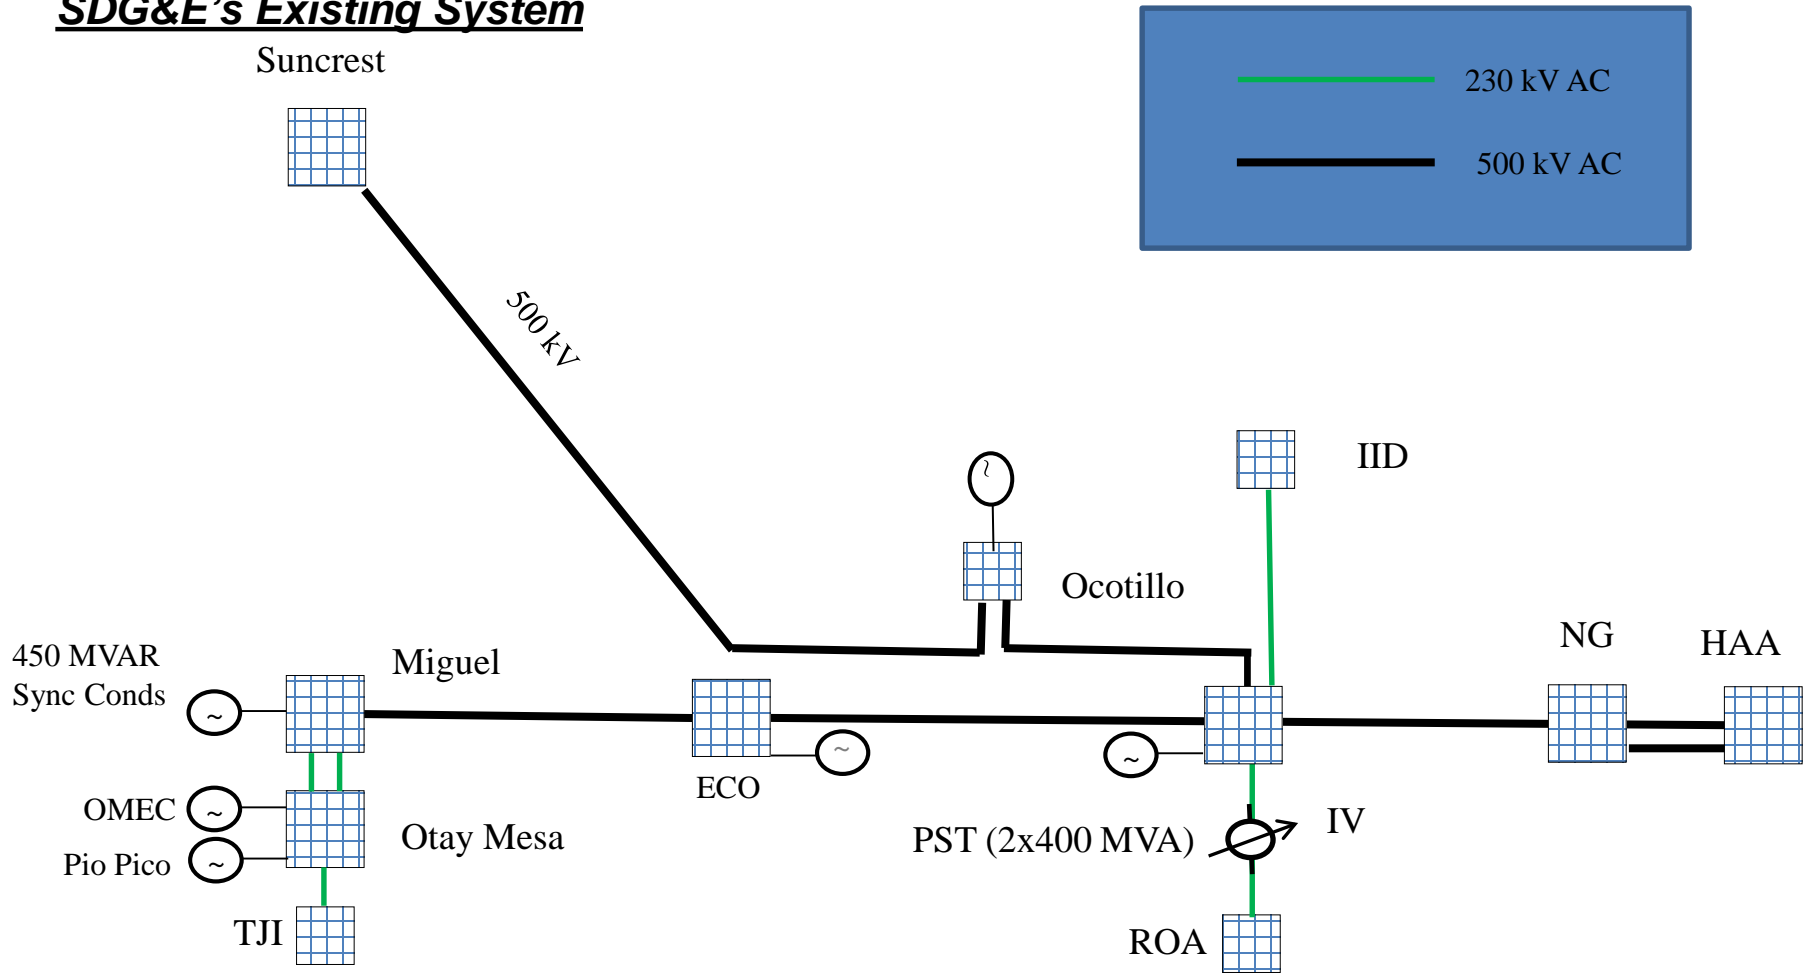 SDG&E's Existing System
Suncrest
230 kV AC
500 kV AC
500 kV
IID
Ocotillo
NG
HAA
450 MVAR
Sync Conds
Miguel
~
~
~
~
ECO
OMEC
~
Otay Mesa
PST (2x400 MVA)
IV
Pio Pico
~
TJI
ROA